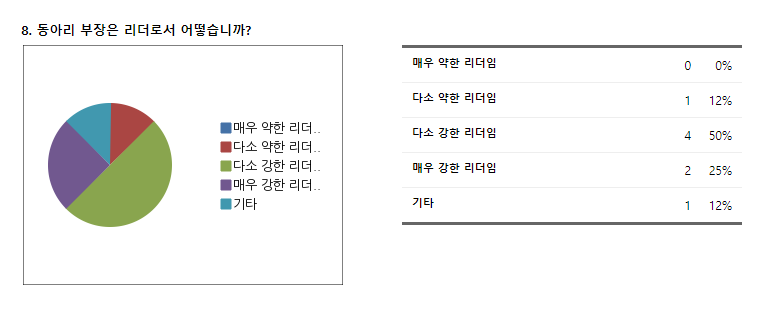 8. 동아리 부장은 리더로서 어떻습니까?
매우 약한 리더..
다소 약한 리더..
다소 강한 리더..
매우 강한 리더..
기타
매우 약한 리더임 0 0%
다소 약한 리더임 1 12%
다소 강한 리더임 4 50%
매우 강한 리더임 2 25%
기타 1 12%